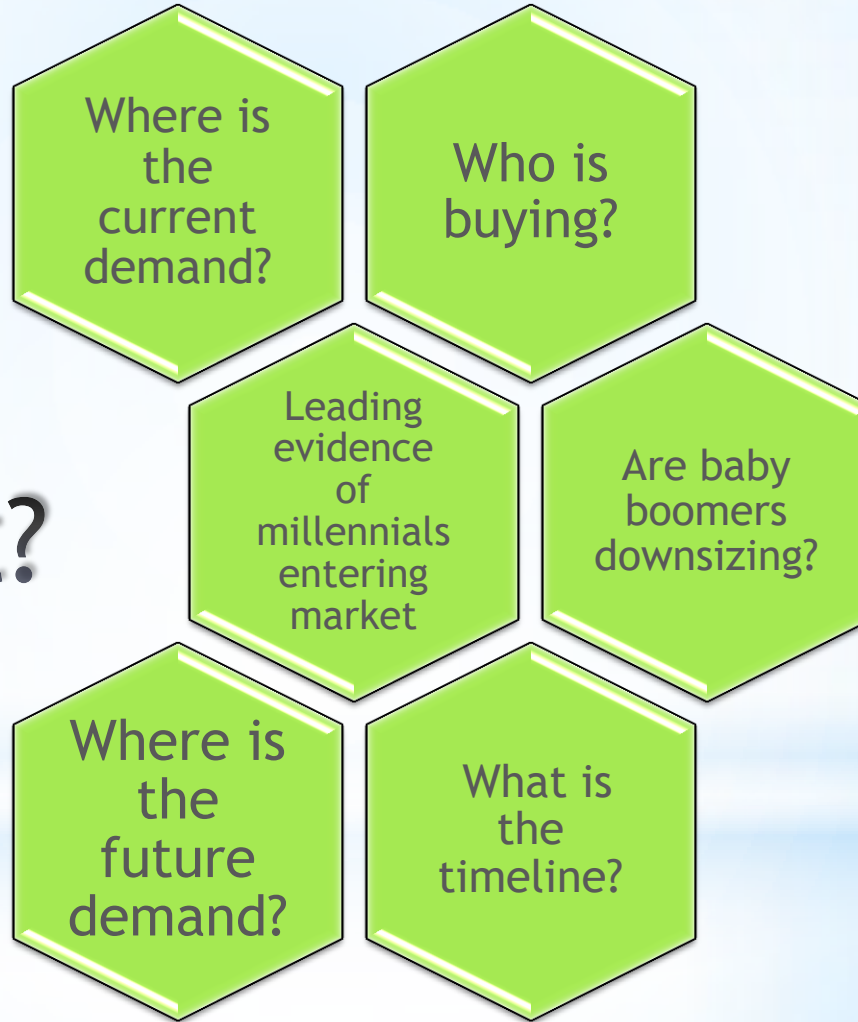 Where is
the
current
demand?
Who is
buying?
Leading
evidence
of
millennials
entering
market
Are baby
boomers
downsizing?
Where is
the
future
demand?
What is
the
timeline?